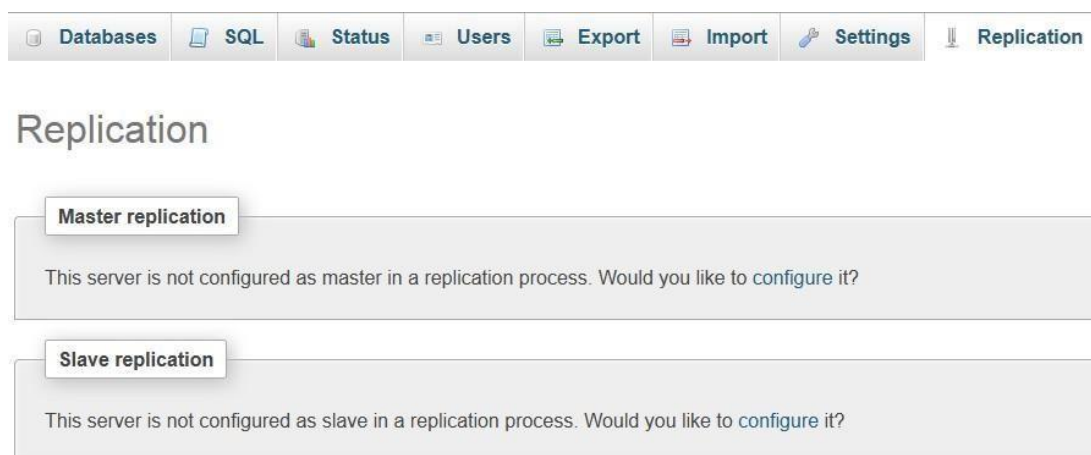 Databases SQL Status Users Export Import Settings Replication
Replication
Master replication
This server is not configured as master in a replication process. Would you like to configure it?
Slave replication
This server is not configured as slave in a replication process. Would you like to configure it?